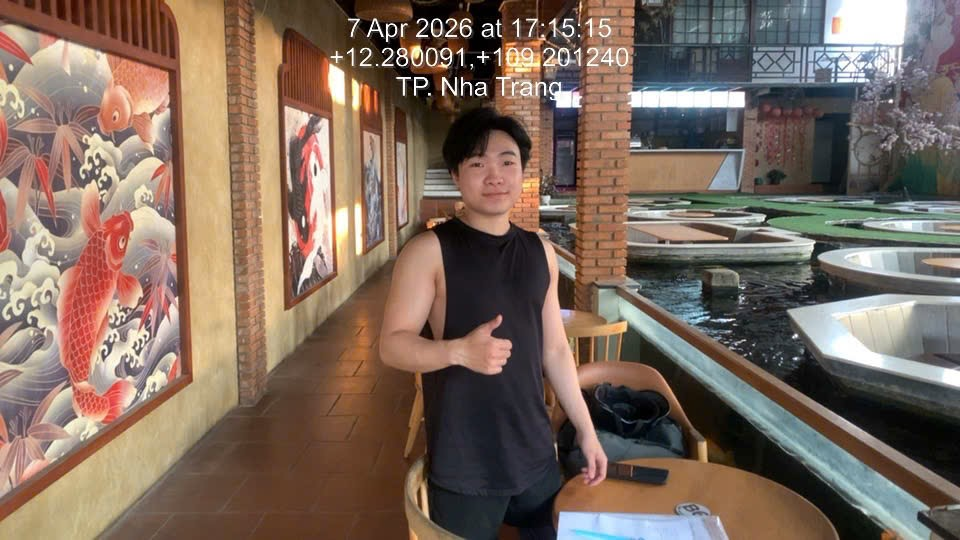 7 Apr 2026 at 17:15:15
+12.280091,+109.201240
TP. Nha Trang